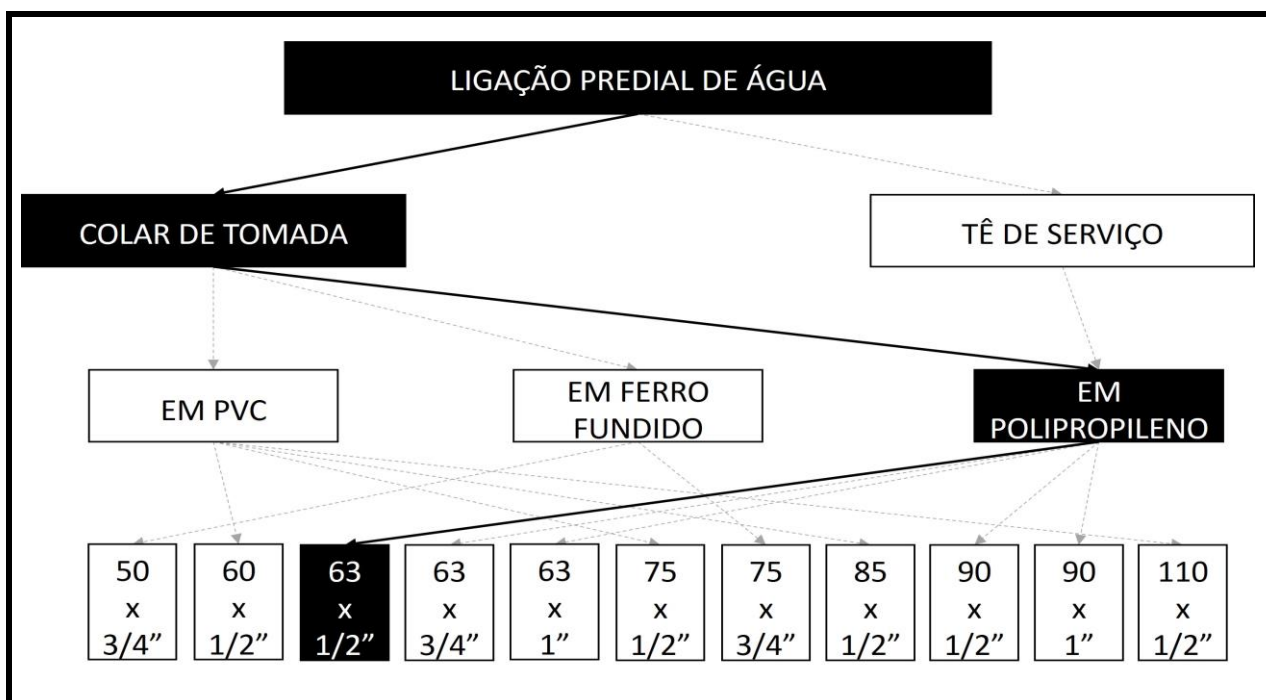 LIGAÇÃO PREDIAL DE ÁGUA
COLAR DE TOMADA
TÊ DE SERVIÇO
EM PVC
EM FERRO
FUNDIDO
EM
POLIPROPILENO
50
x
3/4”
60
x
1/2”
63
x
1/2”
63
x
3/4”
63
x
1”
75
x
1/2”
75
x
3/4”
85
x
1/2”
90
x
1/2”
90
x
1”
110
x
1/2”